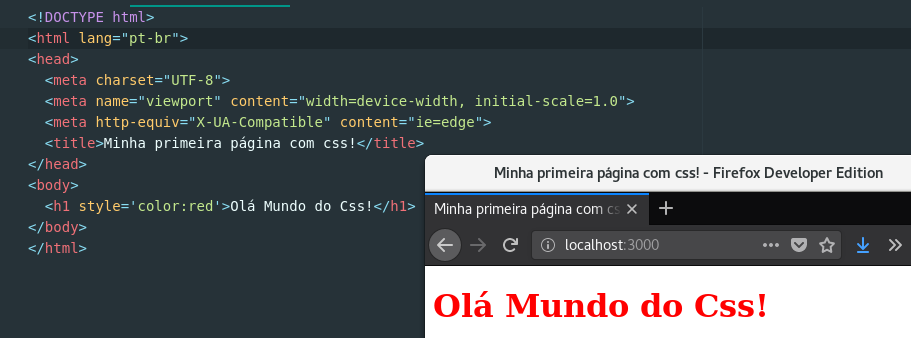 <!DOCTYPE html>
<html lang="pt-br">
<head>
<meta charset="UTF-8">
<meta name="viewport" content="width=device-width, initial-scale=1.0">
<meta http-equiv="X-UA-Compatible" content="ie=edge">
<title>Minha primeira página com css!</title>
</head>
<body>
<h1 style='color:red'>Olá Mundo do Css!</h1>
</body>
</html>
Minha primeira página com css! - Firefox Developer Edition
Minha primeira página com cs
localhost:3000
Olá Mundo do Css!